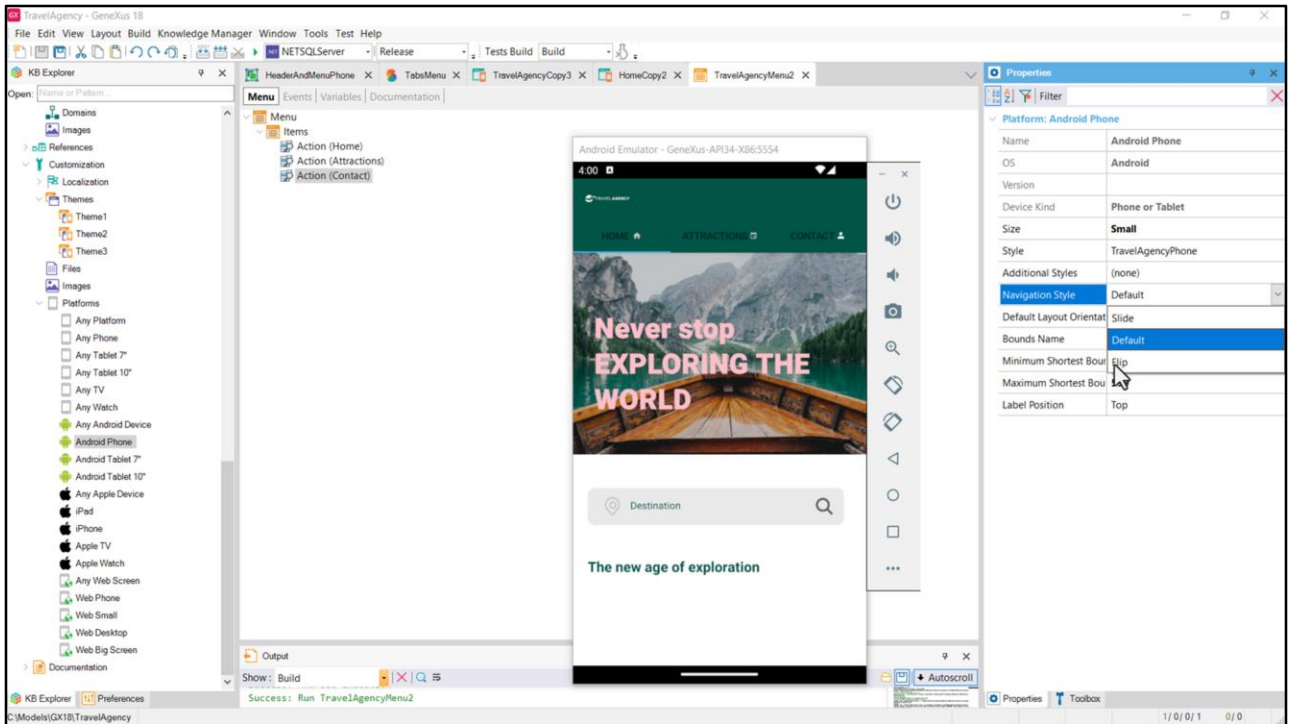 GX TravelAgency - GeneXus 18
File Edit View Layout Build Knowledge Manager Window Tools Test Help
NETSQLServer Release Tests Build Build
KB Explorer
Open: Name or Pattern...
Domains
Images
References
Customization
Localization
Themes
Theme1
Theme2
Theme3
Files
Images
Platforms
Any Platform
Any Phone
Any Tablet 7"
Any Tablet 10"
Any TV
Any Watch
Any Android Device
Android Phone
Android Tablet 7"
Android Tablet 10"
Any Apple Device
iPad
iPhone
Apple TV
Apple Watch
Any Web Screen
Web Phone
Web Small
Web Desktop
Web Big Screen
Documentation
KB Explorer Preferences
C:\Models\GX18\TravelAgency
HeaderAndMenuPhone TabsMenu TravelAgencyCopy3 HomeCopy2 TravelAgencyMenu2
Menu Events Variables Documentation
Menu
Items
Action (Home)
Action (Attractions)
Action (Contact)
Android Emulator - GeneXus-API34-X86:5554
4:00
TRAVEL AGENCY
HOME ATTRACTIONS CONTACT
Never stop
EXPLORING THE
WORLD
Destination
The new age of exploration
Output
Show: Build Autoscroll
Success: Run TravelAgencyMenu2
Properties
Filter
Platform: Android Phone
Name Android Phone
OS Android
Version
Device Kind Phone or Tablet
Size Small
Style TravelAgencyPhone
Additional Styles (none)
Navigation Style Default
Default Layout Orientat Slide
Bounds Name Default
Minimum Shortest Bour Flip
Maximum Shortest Bou
Label Position Top
Properties Toolbox
1/0/0/1 0/0